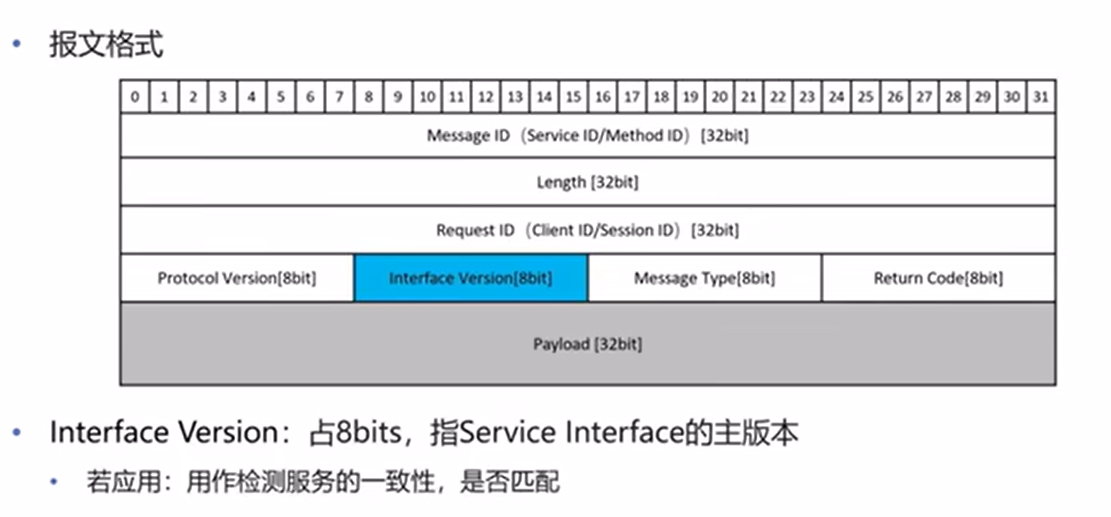 • 报文格式
0 1 2 3 4 5 6 7 8 9 10 11 12 13 14 15 16 17 18 19 20 21 22 23 24 25 26 27 28 29 30 31
Message ID（Service ID/Method ID）[32bit]
Length [32bit]
Request ID（Client ID/Session ID）[32bit]
Protocol Version[8bit] Interface Version[8bit] Message Type[8bit] Return Code[8bit]
Payload [32bit]
• Interface Version：占8bits，指Service Interface的主版本
• 若应用：用作检测服务的一致性，是否匹配